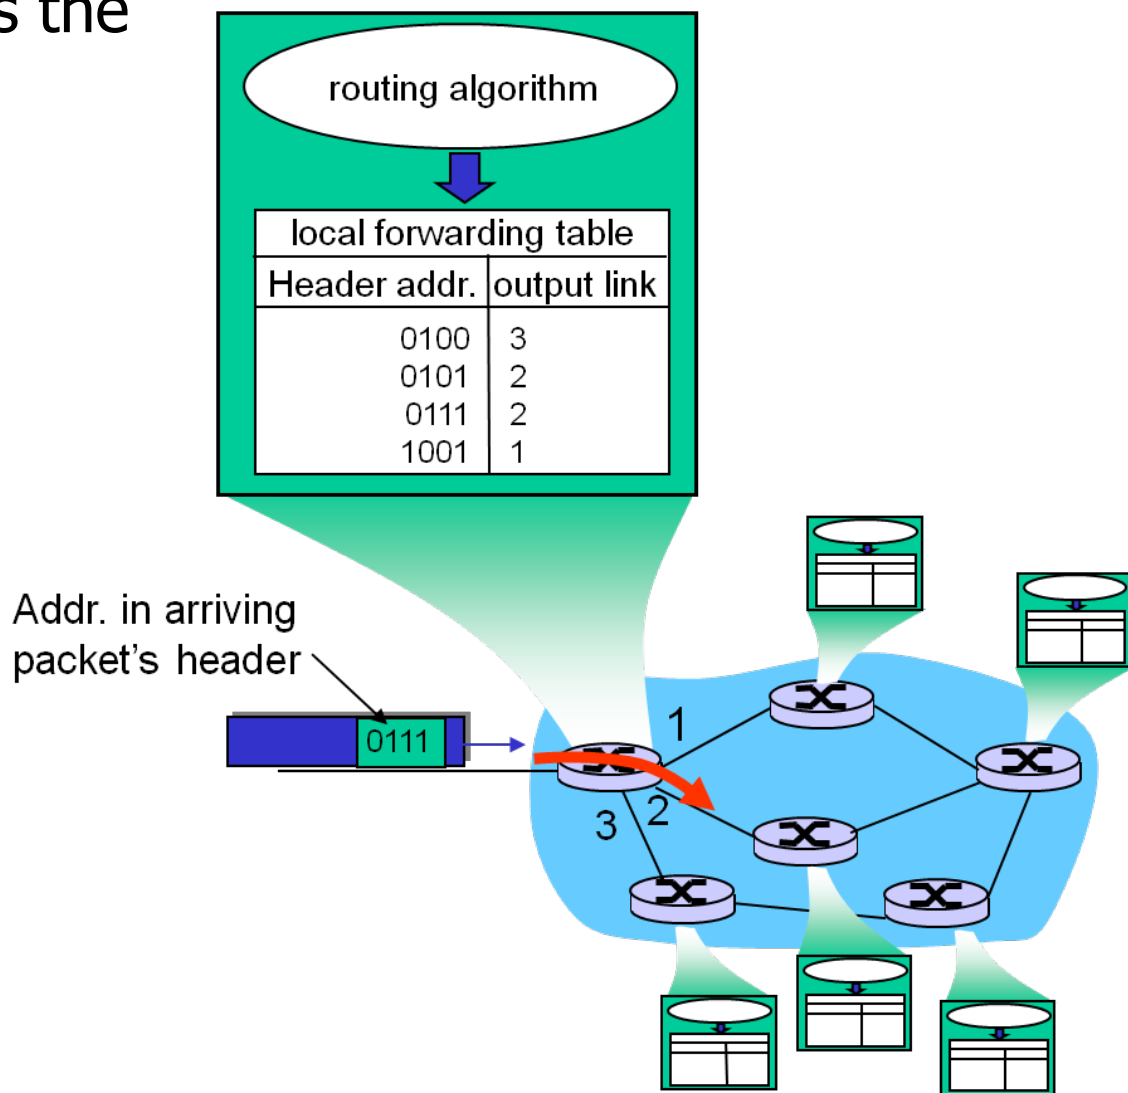 s the
routing algorithm
local forwarding table
Header addr. output link
0100 3
0101 2
0111 2
1001 1
Addr. in arriving
packet's header
0111
1
2
3